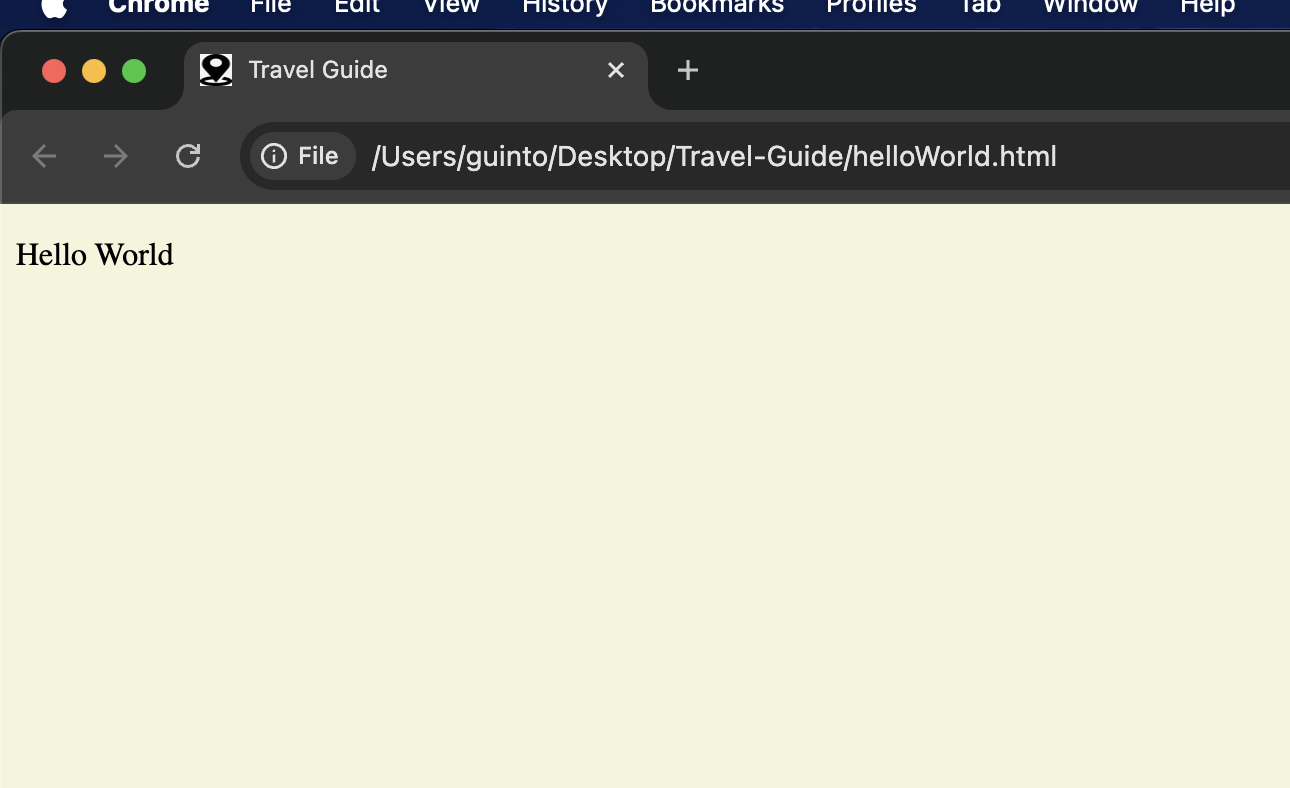 Chrome File Edit View History Bookmarks Profiles Tab Window Help
Travel Guide
File /Users/guinto/Desktop/Travel-Guide/helloWorld.html
Hello World